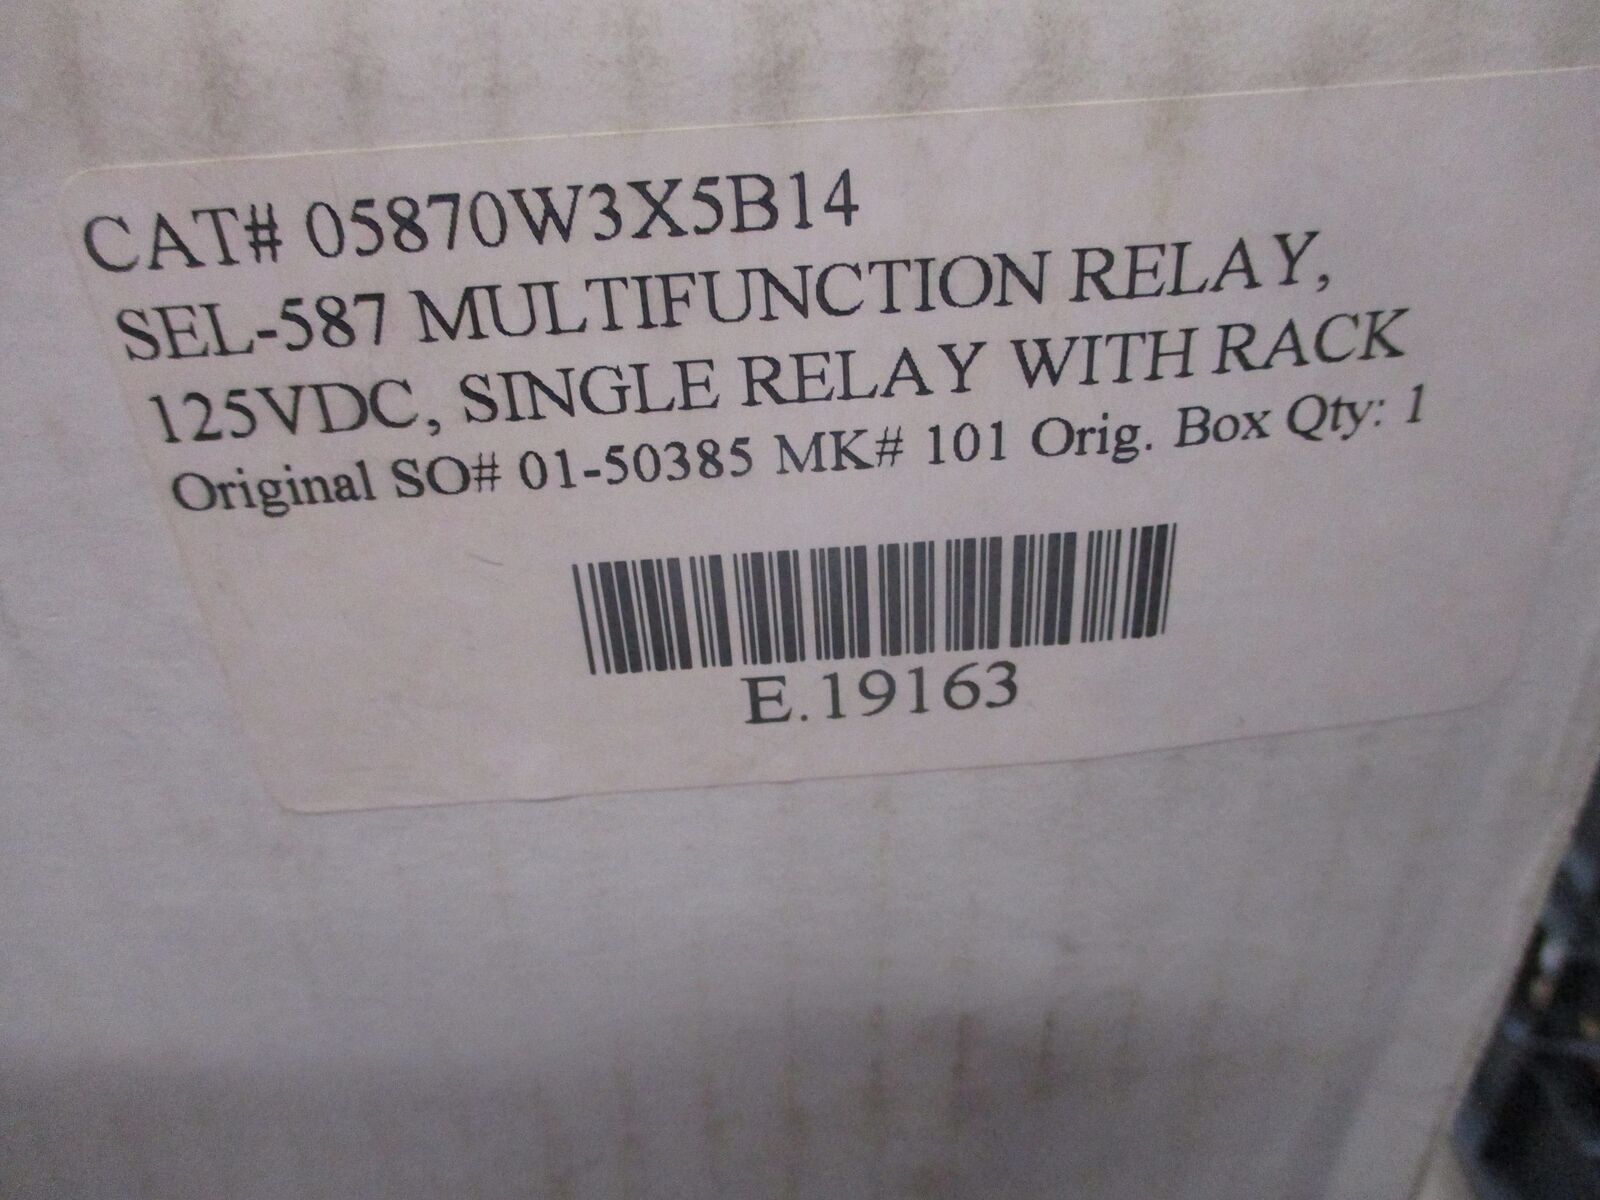 CAT# 05870W3X5B14
SEL-587 MULTIFUNCTION RELAY,
125VDC, SINGLE RELAY WITH RACK
Original SO# 01-50385 MK# 101 Orig. Box Qty: 1
E.19163